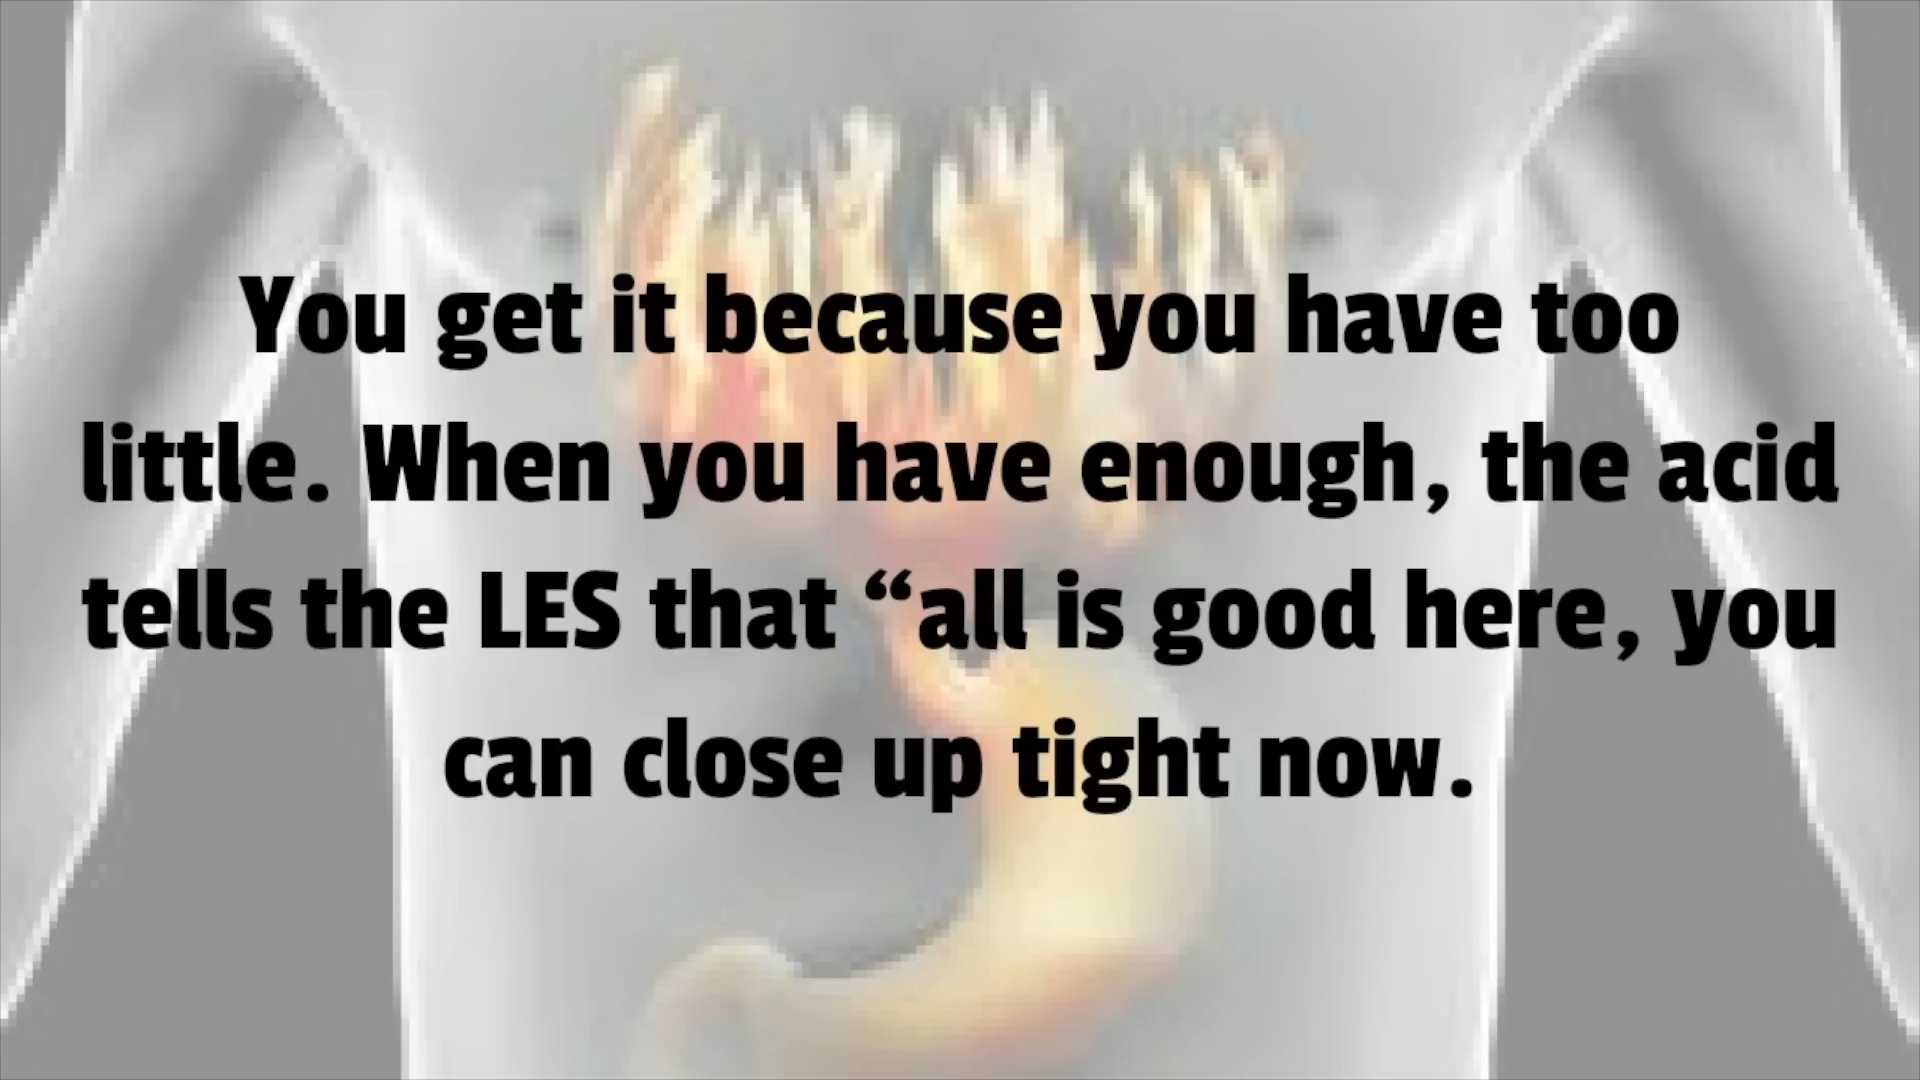 You get it because you have too
little. When you have enough, the acid
tells the LES that “all is good here, you
can close up tight now.